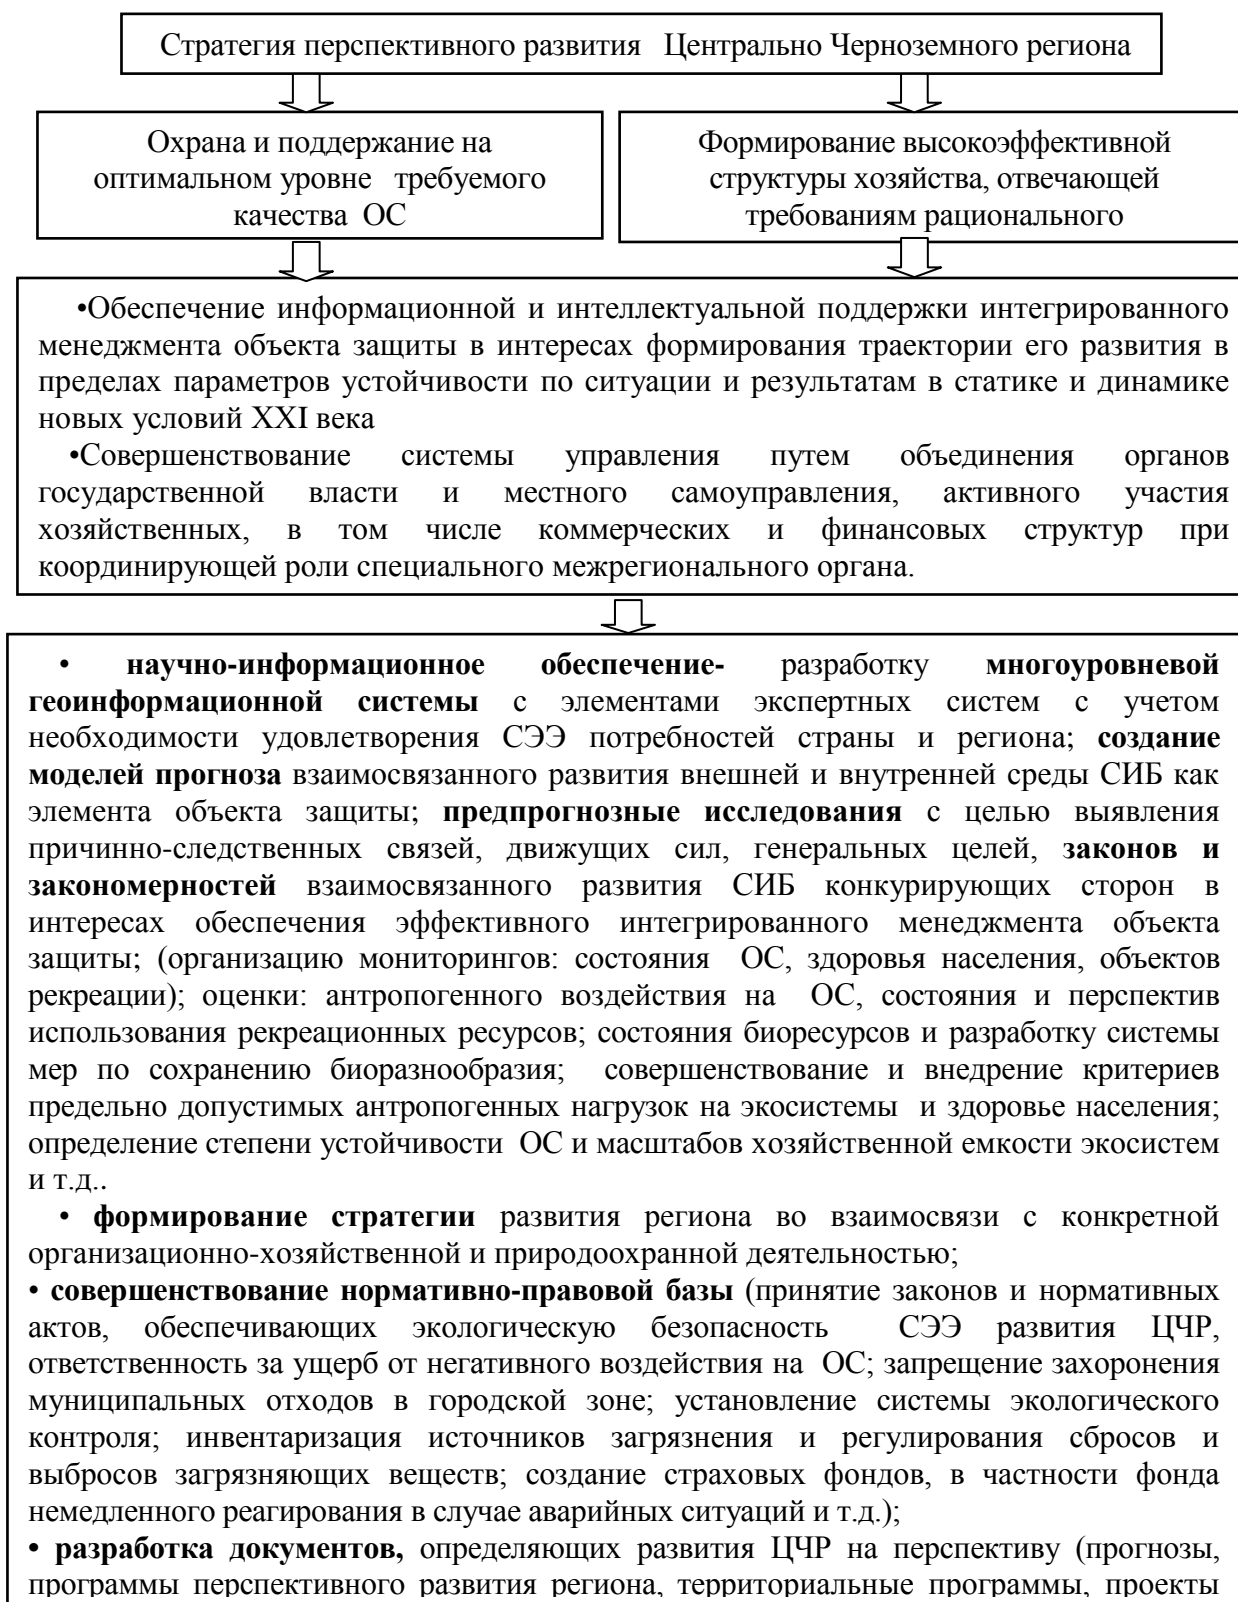 Стратегия перспективного развития Центрально Черноземного региона
Охрана и поддержание на
оптимальном уровне требуемого
качества ОС
Формирование высокоэффективной
структуры хозяйства, отвечающей
требованиям рационального
•Обеспечение информационной и интеллектуальной поддержки интегрированного
менеджмента объекта защиты в интересах формирования траектории его развития в
пределах параметров устойчивости по ситуации и результатам в статике и динамике
новых условий XXI века
•Совершенствование системы управления путем объединения органов
государственной власти и местного самоуправления, активного участия
хозяйственных, в том числе коммерческих и финансовых структур при
координирующей роли специального межрегионального органа.
• научно-информационное обеспечение- разработку многоуровневой
геоинформационной системы с элементами экспертных систем с учетом
необходимости удовлетворения СЭЭ потребностей страны и региона; создание
моделей прогноза взаимосвязанного развития внешней и внутренней среды СИБ как
элемента объекта защиты; предпрогнозные исследования с целью выявления
причинно-следственных связей, движущих сил, генеральных целей, законов и
закономерностей взаимосвязанного развития СИБ конкурирующих сторон в
интересах обеспечения эффективного интегрированного менеджмента объекта
защиты; (организацию мониторингов: состояния ОС, здоровья населения, объектов
рекреации); оценки: антропогенного воздействия на ОС, состояния и перспектив
использования рекреационных ресурсов; состояния биоресурсов и разработку системы
мер по сохранению биоразнообразия; совершенствование и внедрение критериев
предельно допустимых антропогенных нагрузок на экосистемы и здоровье населения;
определение степени устойчивости ОС и масштабов хозяйственной емкости экосистем
и т.д..
• формирование стратегии развития региона во взаимосвязи с конкретной
организационно-хозяйственной и природоохранной деятельностью;
• совершенствование нормативно-правовой базы (принятие законов и нормативных
актов, обеспечивающих экологическую безопасность СЭЭ развития ЦЧР,
ответственность за ущерб от негативного воздействия на ОС; запрещение захоронения
муниципальных отходов в городской зоне; установление системы экологического
контроля; инвентаризация источников загрязнения и регулирования сбросов и
выбросов загрязняющих веществ; создание страховых фондов, в частности фонда
немедленного реагирования в случае аварийных ситуаций и т.д.);
• разработка документов, определяющих развития ЦЧР на перспективу (прогнозы,
программы перспективного развития региона, территориальные программы, проекты